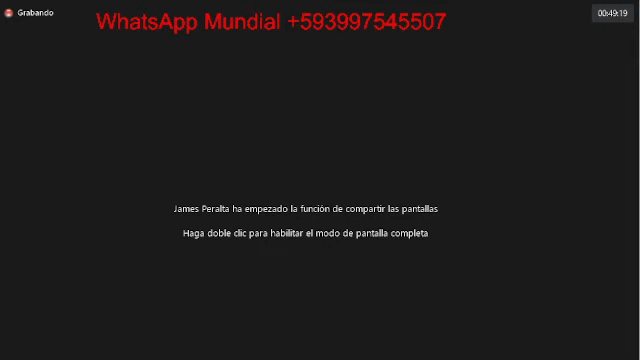 Grabando
WhatsApp Mundial +593997545507
00:49:19
James Peralta ha empezado la función de compartir las pantallas
Haga doble clic para habilitar el modo de pantalla completa